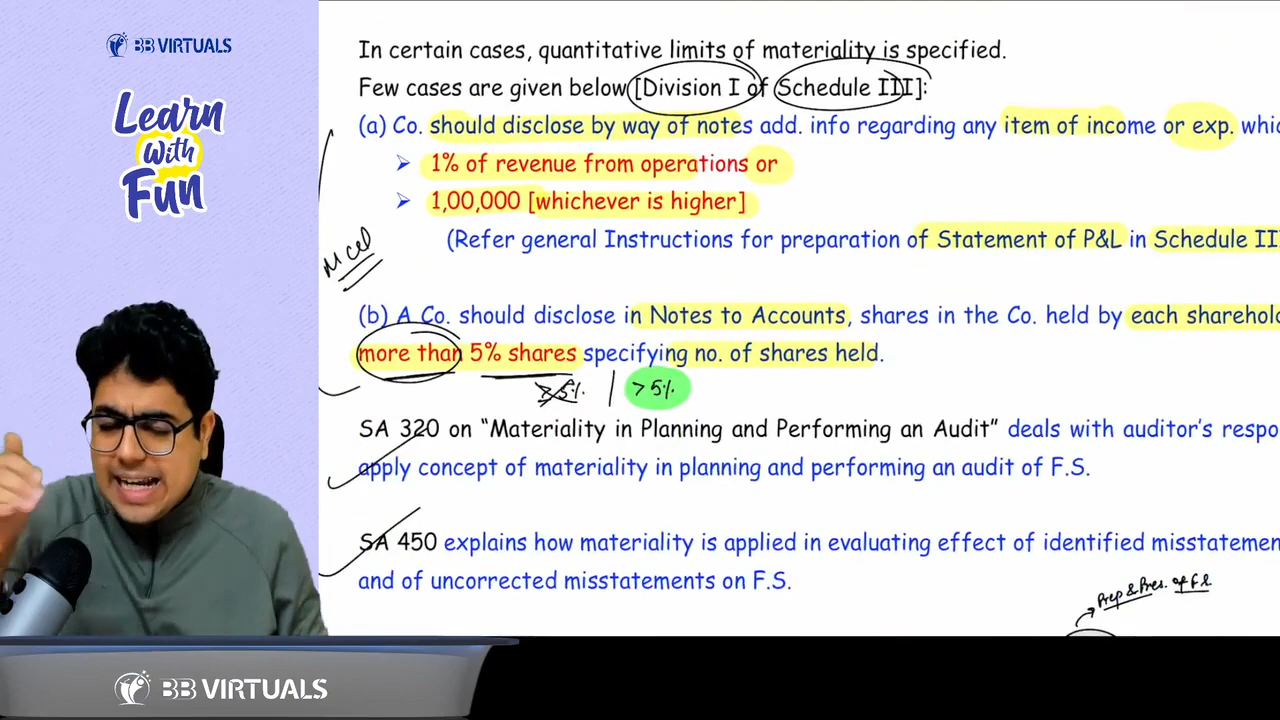 BB VIRTUALS
Learn
With
Fun
In certain cases, quantitative limits of materiality is specified.
Few cases are given below [Division I of Schedule III]:
(a) Co. should disclose by way of notes add. info regarding any item of income or exp. whic
➢ 1% of revenue from operations or
➢ 1,00,000 [whichever is higher]
(Refer general Instructions for preparation of Statement of P&L in Schedule II
(b) A Co. should disclose in Notes to Accounts, shares in the Co. held by each sharehol
more than 5% shares specifying no. of shares held.
> 5%
SA 320 on “Materiality in Planning and Performing an Audit” deals with auditor’s respo
apply concept of materiality in planning and performing an audit of F.S.
SA 450 explains how materiality is applied in evaluating effect of identified misstatemen
and of uncorrected misstatements on F.S.
Prep & Pres. of F.S.
BB VIRTUALS